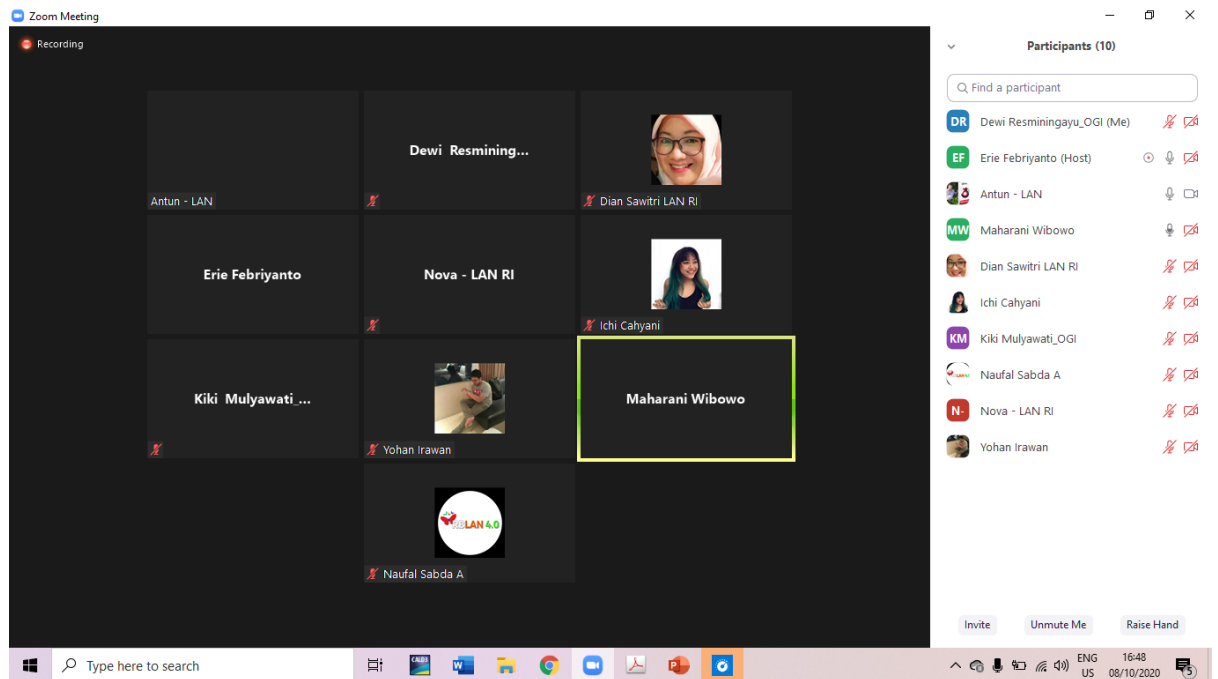 Zoom Meeting
Recording
Participants (10)
Find a participant
Antun - LAN
Dewi Resmining...
Dian Sawitri LAN RI
Erie Febriyanto
Nova - LAN RI
Ichi Cahyani
Kiki Mulyawati_...
Yohan Irawan
Maharani Wibowo
LAN 4.0
Naufal Sabda A
DR Dewi Resminingayu_OGI (Me)
EF Erie Febriyanto (Host)
Antun - LAN
MW Maharani Wibowo
Dian Sawitri LAN RI
Ichi Cahyani
KM Kiki Mulyawati_OGI
Naufal Sabda A
N- Nova - LAN RI
Yohan Irawan
Invite Unmute Me Raise Hand
Type here to search
ENG 16:48
US 08/10/2020
5